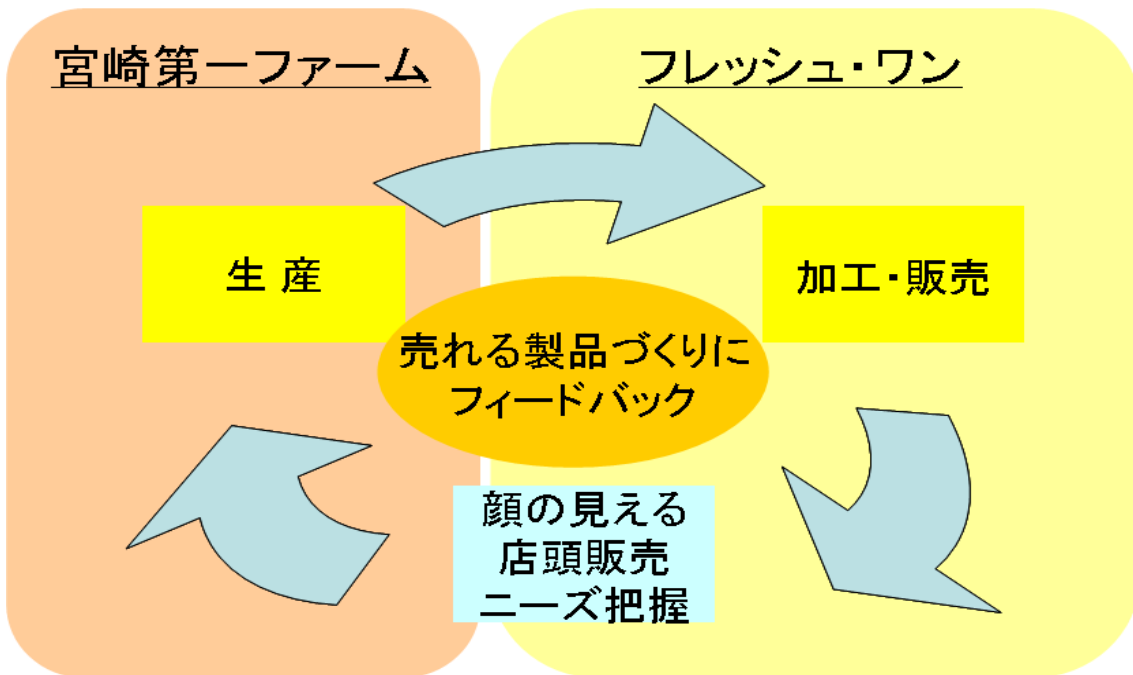 宮崎第一ファーム
フレッシュ・ワン
生 産
加工・販売
売れる製品づくりに
フィードバック
顔の見える
店頭販売
ニーズ把握